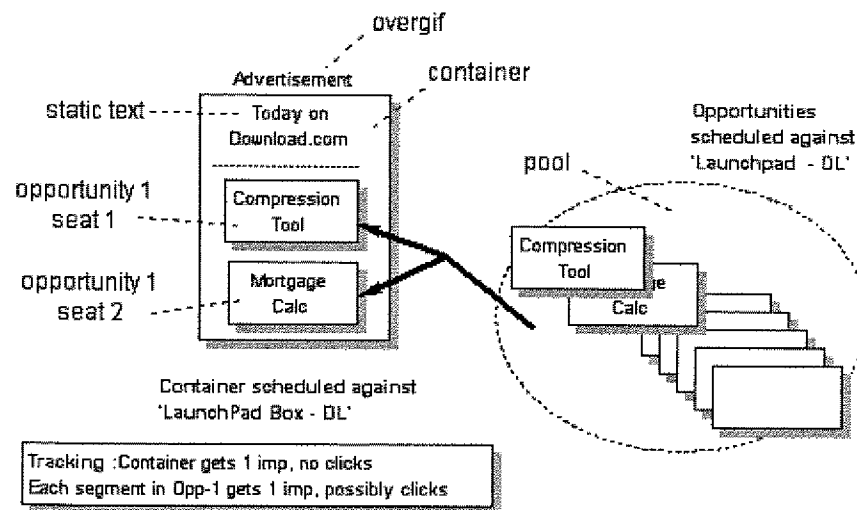 overgif
Advertisement
container
static text
Today on
Download.com
Opportunities
scheduled against
'Launchpad - DL'
pool
opportunity 1
seat 1
Compression
Tool
opportunity 1
seat 2
Mortgage
Calc
Compression
Tool
ge
Calc
Container scheduled against
'LaunchPad Box - DL'
Tracking :Container gets 1 imp, no clicks
Each segment in Opp-1 gets 1 imp, possibly clicks